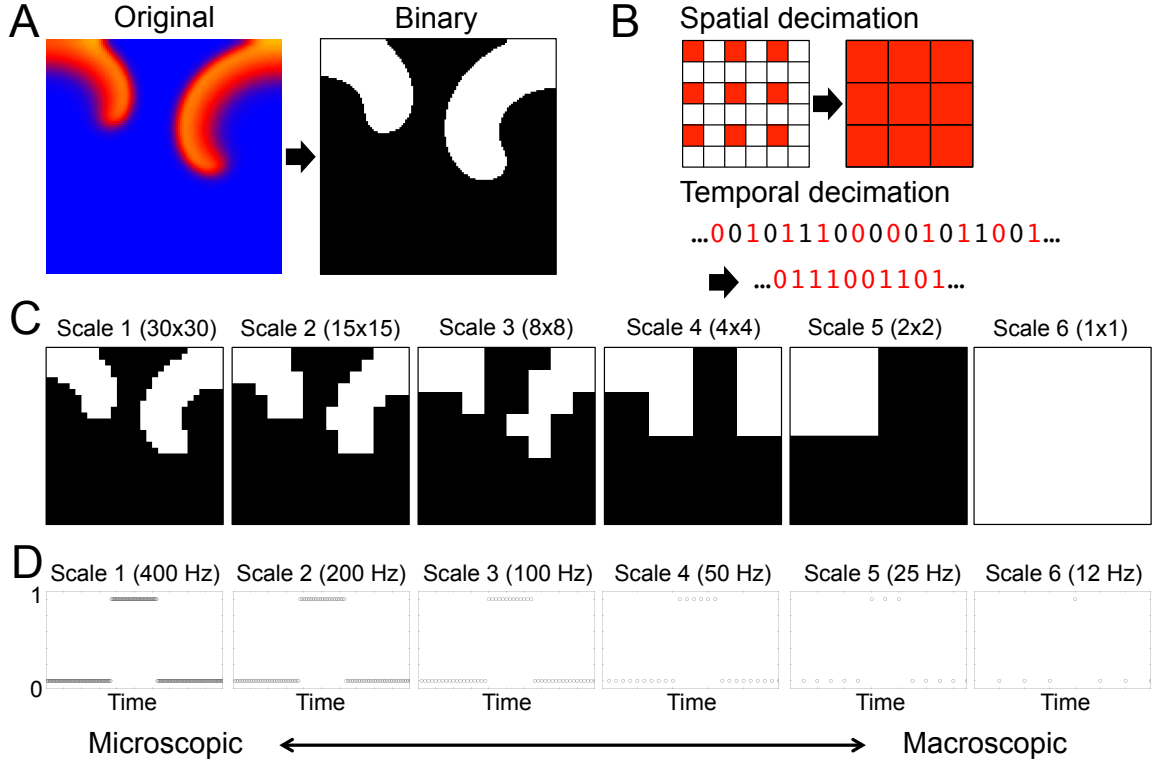 A
Original
Binary
B
Spatial decimation
Temporal decimation
...0010111000001011001...
...0111001101...
C
Scale 1 (30x30)
Scale 2 (15x15)
Scale 3 (8x8)
Scale 4 (4x4)
Scale 5 (2x2)
Scale 6 (1x1)
D
Scale 1 (400 Hz)
Scale 2 (200 Hz)
Scale 3 (100 Hz)
Scale 4 (50 Hz)
Scale 5 (25 Hz)
Scale 6 (12 Hz)
1
0
Time
Time
Time
Time
Time
Time
Microscopic
Macroscopic